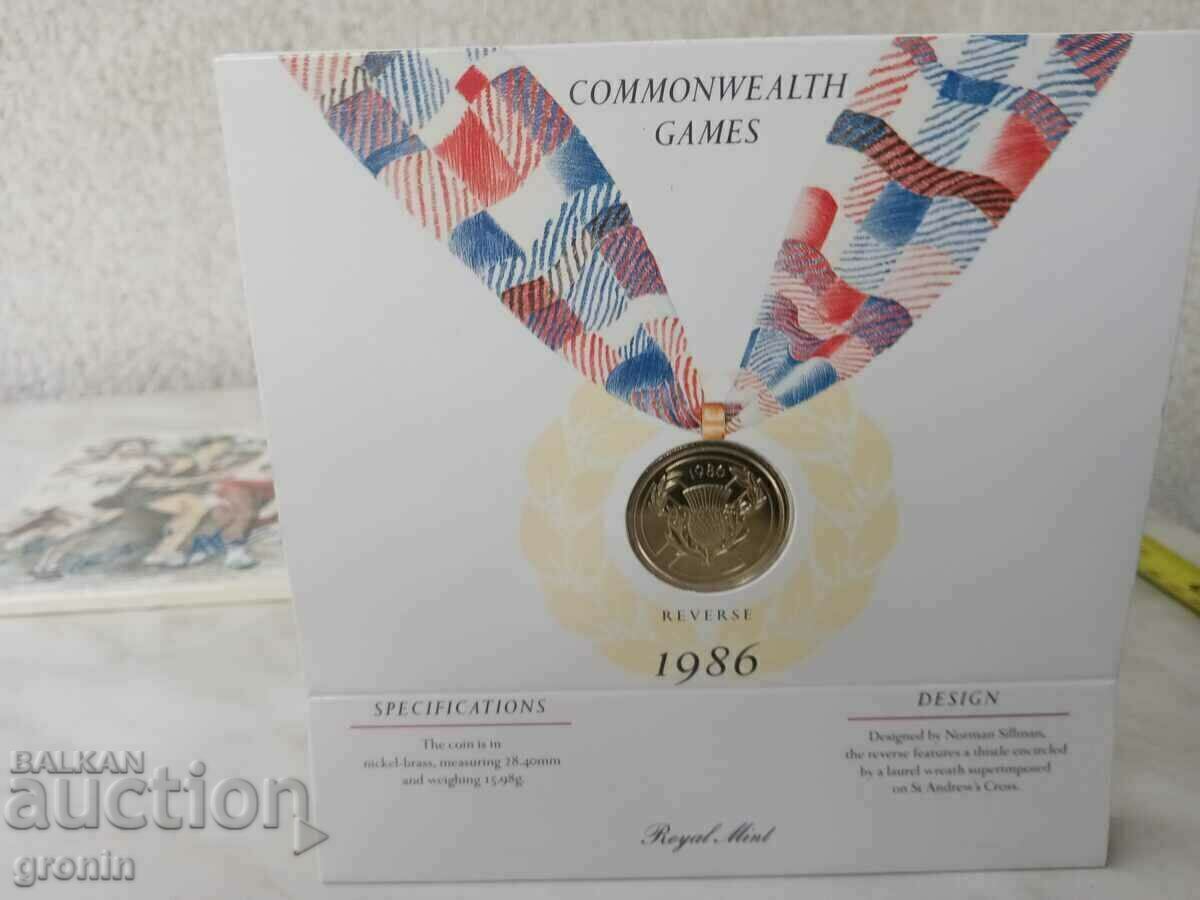 COMMONWEALTH
GAMES
1986
REVERSE
1986
SPECIFICATIONS
The coin is in
nickel-brass, measuring 28.40mm
and weighing 15.98g.
DESIGN
Designed by Norman Sillman,
the reverse features a thistle encircled
by a laurel wreath superimposed
on St Andrew's Cross.
Royal Mint
BALKAN
auction
gronin